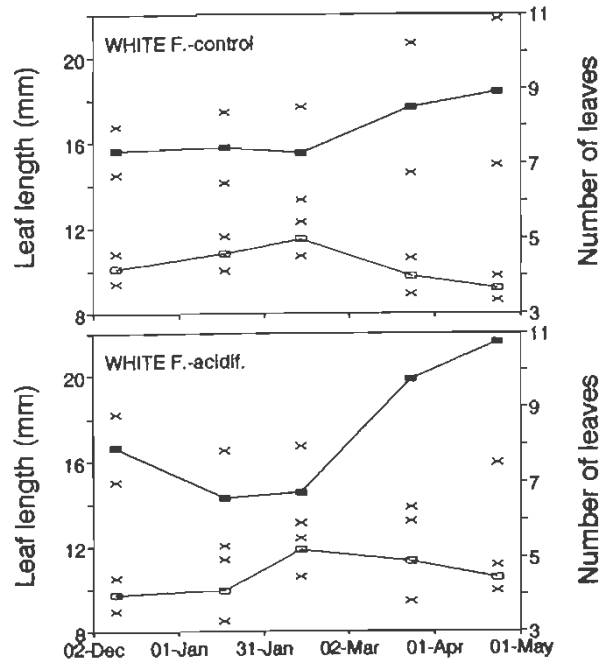 WHITE F.-control
Leaf length (mm)
20
16
12
8
11
9
7
5
3
Number of leaves
WHITE F.-acidif.
Leaf length (mm)
20
16
12
8
11
9
7
5
3
Number of leaves
02-Dec 01-Jan 31-Jan 02-Mar 01-Apr 01-May